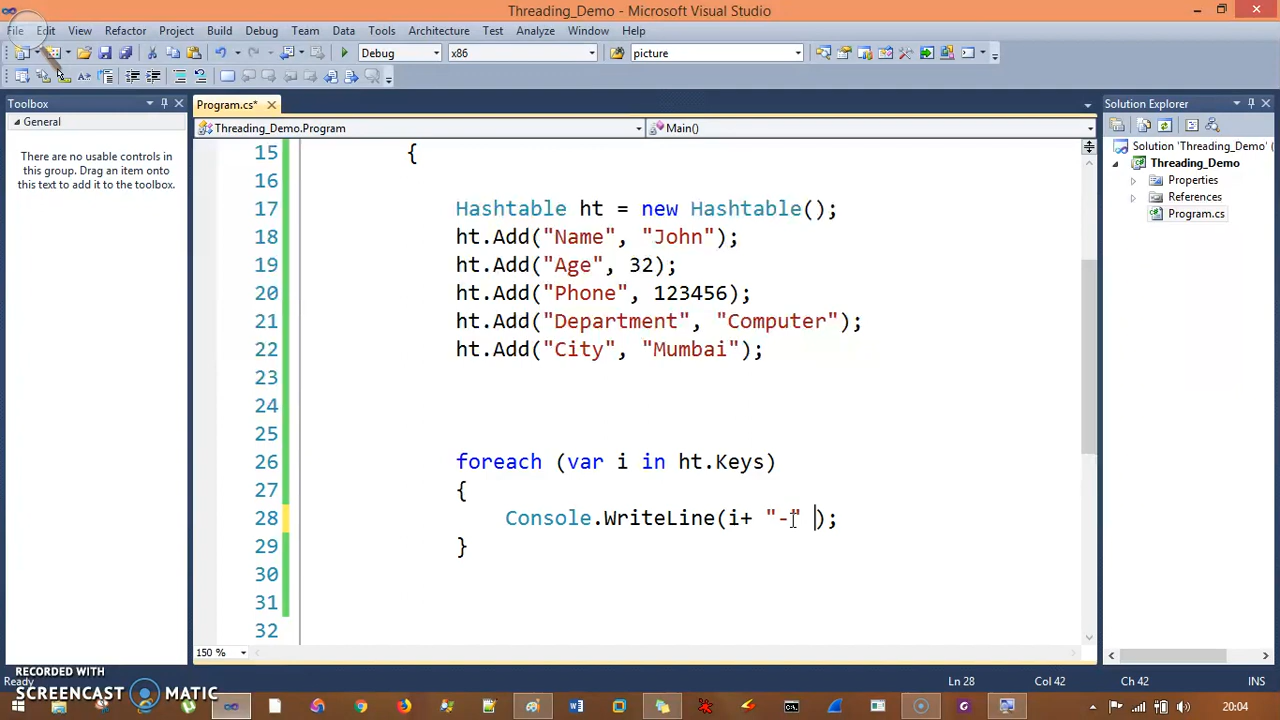 Threading_Demo - Microsoft Visual Studio
File Edit View Refactor Project Build Debug Team Data Tools Architecture Test Analyze Window Help
Debug x86 picture
Toolbox
General
There are no usable controls in
this group. Drag an item onto
this text to add it to the toolbox.
Program.cs*
Threading_Demo.Program Main()
15 {
16
17 Hashtable ht = new Hashtable();
18 ht.Add("Name", "John");
19 ht.Add("Age", 32);
20 ht.Add("Phone", 123456);
21 ht.Add("Department", "Computer");
22 ht.Add("City", "Mumbai");
23
24
25
26 foreach (var i in ht.Keys)
27 {
28 Console.WriteLine(i+ "-" );
29 }
30
31
32
150 %
Solution Explorer
Solution 'Threading_Demo' (
Threading_Demo
Properties
References
Program.cs
Ready Ln 28 Col 42 Ch 42 INS
RECORDED WITH
SCREENCAST MATIC
20:04